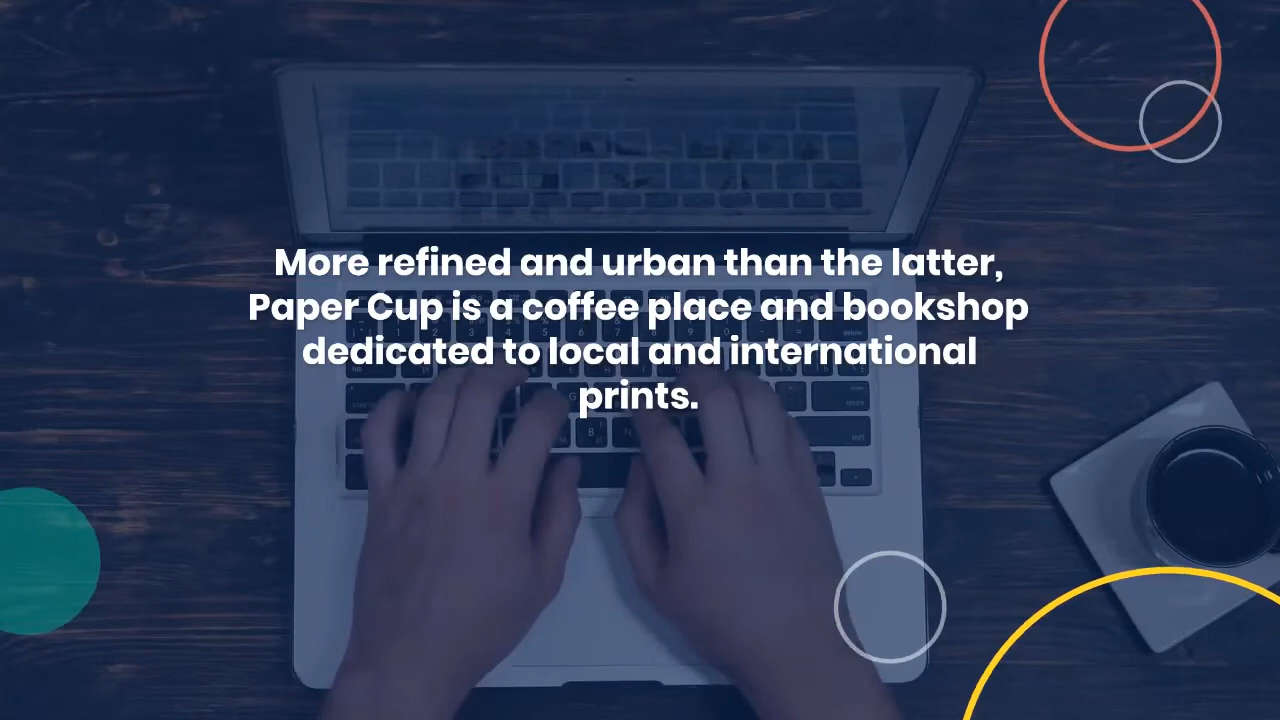 More refined and urban than the latter,
Paper Cup is a coffee place and bookshop
dedicated to local and international
prints.